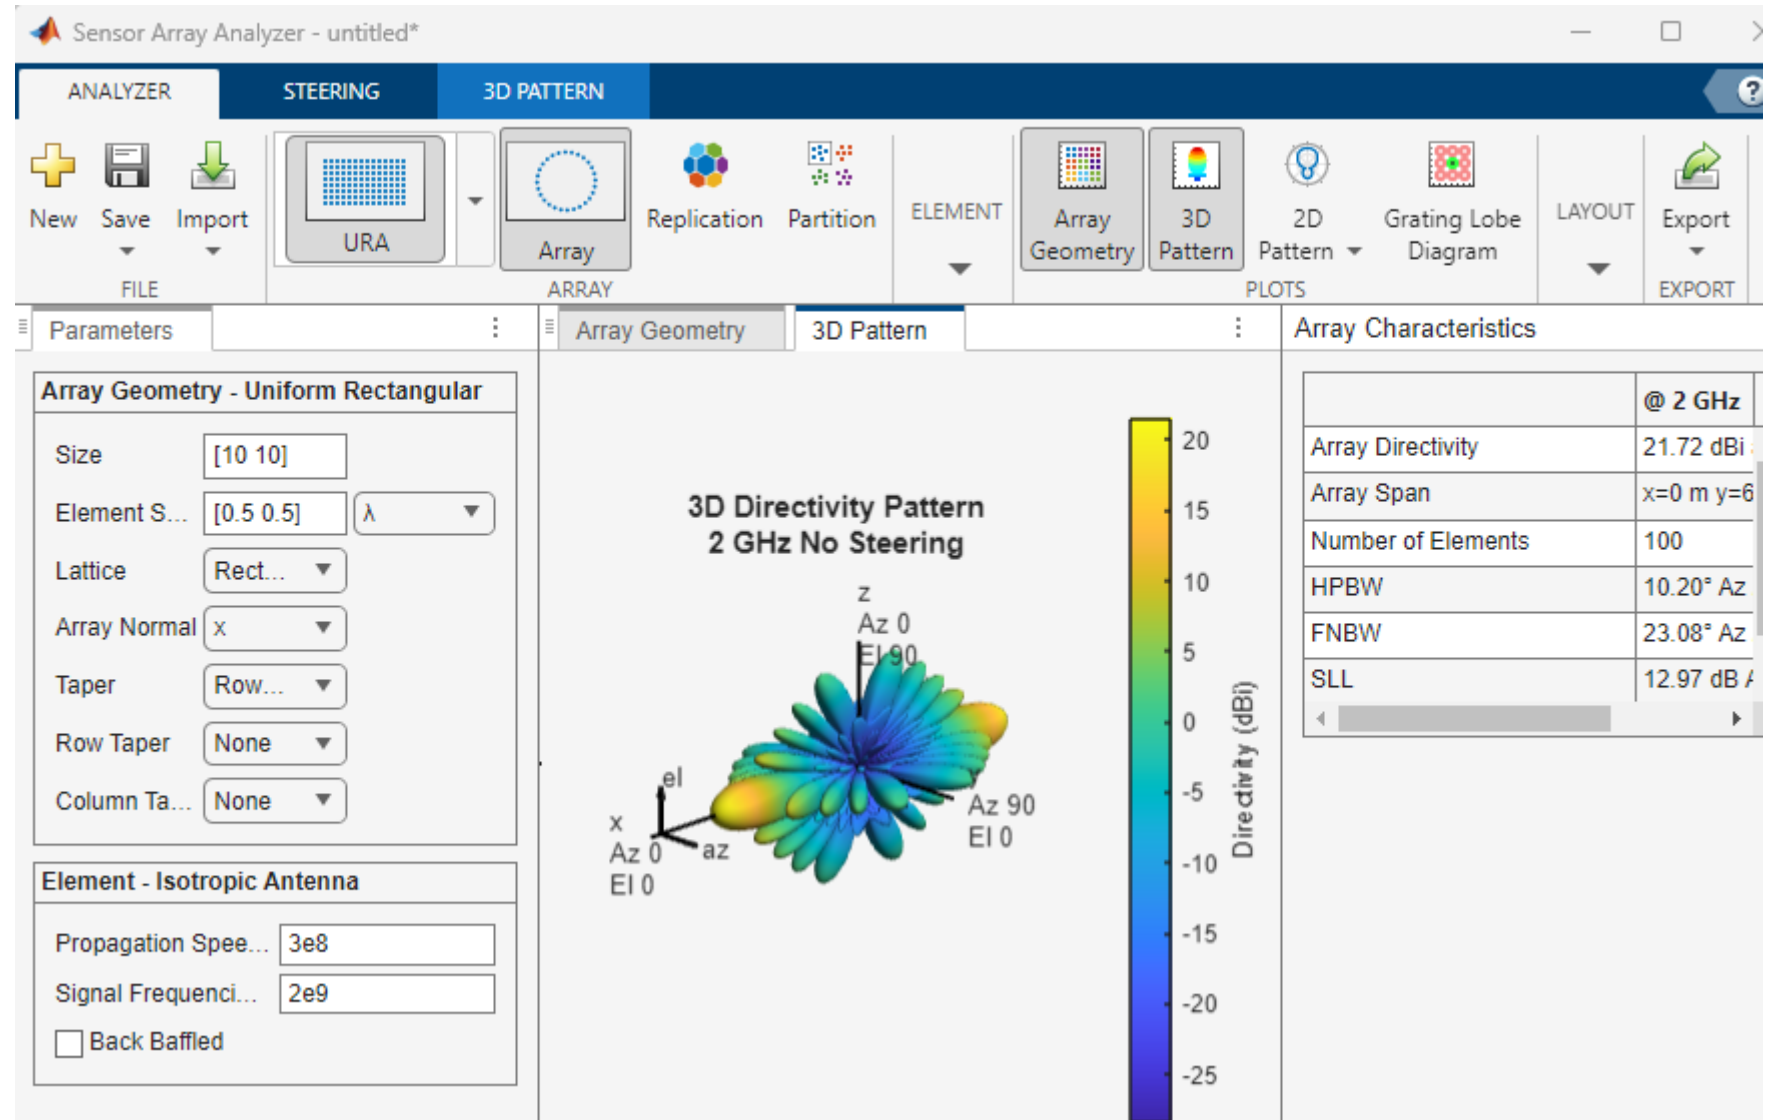 Sensor Array Analyzer - untitled*
ANALYZER
STEERING
3D PATTERN
?
New
Save
Import
FILE
URA
Array
Replication
Partition
ARRAY
ELEMENT
Array
Geometry
3D
Pattern
2D
Pattern
Grating Lobe
Diagram
PLOTS
LAYOUT
Export
EXPORT
Parameters
Array Geometry - Uniform Rectangular
Size [10 10]
Element S... [0.5 0.5] λ
Lattice Rect...
Array Normal x
Taper Row...
Row Taper None
Column Ta... None
Element - Isotropic Antenna
Propagation Spee... 3e8
Signal Frequenci... 2e9
Back Baffled
Array Geometry
3D Pattern
3D Directivity Pattern
2 GHz No Steering
z
Az 0
El 90
el
x
Az 0
El 0
az
y
Az 90
El 0
20
15
10
5
0
-5
-10
-15
-20
-25
Directivity (dBi)
Array Characteristics
@ 2 GHz
Array Directivity 21.72 dBi
Array Span x=0 m y=6
Number of Elements 100
HPBW 10.20° Az
FNBW 23.08° Az
SLL 12.97 dB A